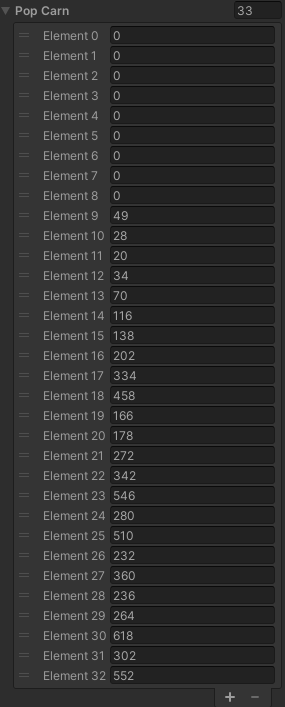 Pop Carn 33
Element 0 0
Element 1 0
Element 2 0
Element 3 0
Element 4 0
Element 5 0
Element 6 0
Element 7 0
Element 8 0
Element 9 49
Element 10 28
Element 11 20
Element 12 34
Element 13 70
Element 14 116
Element 15 138
Element 16 202
Element 17 334
Element 18 458
Element 19 166
Element 20 178
Element 21 272
Element 22 342
Element 23 546
Element 24 280
Element 25 510
Element 26 232
Element 27 360
Element 28 236
Element 29 264
Element 30 618
Element 31 302
Element 32 552
+ −